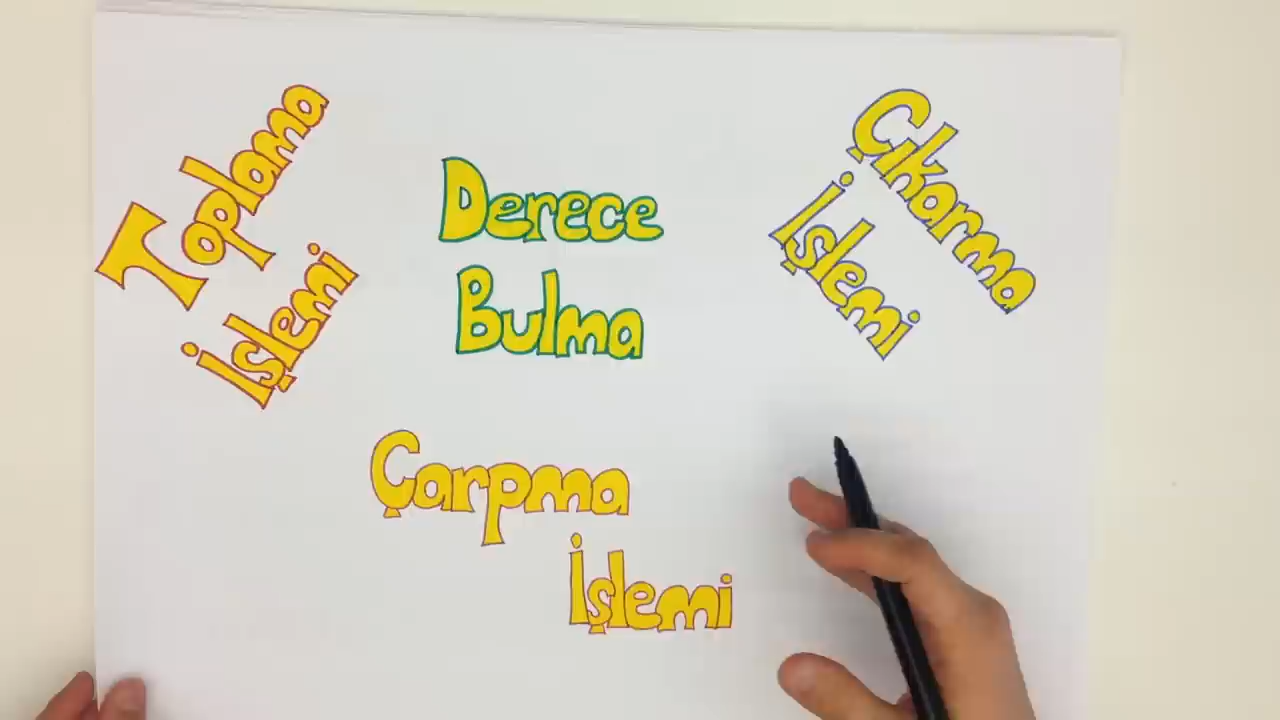 Toplama
İşlemi
Derece
Bulma
Çıkarma
İşlemi
Çarpma
İşlemi